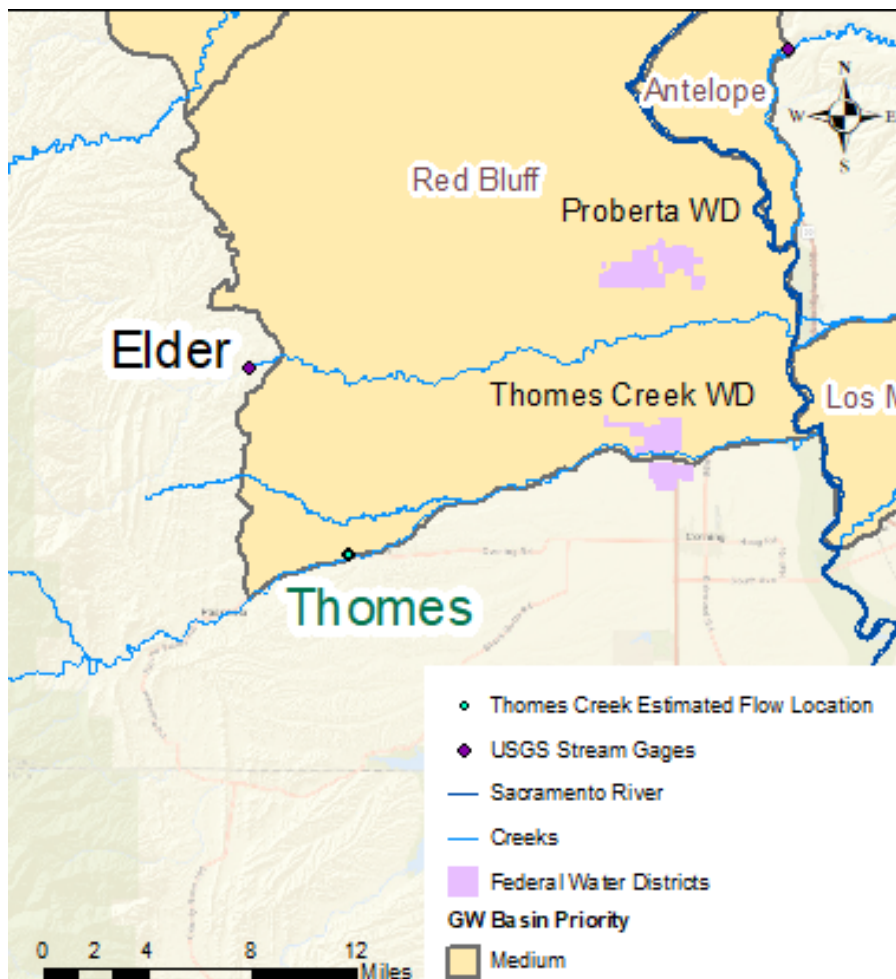 Antelope
N
W
E
S
Red Bluff
Proberta WD
Elder
Thomes Creek WD
Los M
Corning
Thomes
Thomes Creek Estimated Flow Location
USGS Stream Gages
Sacramento River
Creeks
Federal Water Districts
GW Basin Priority
Medium
0 2 4 8 12
Miles